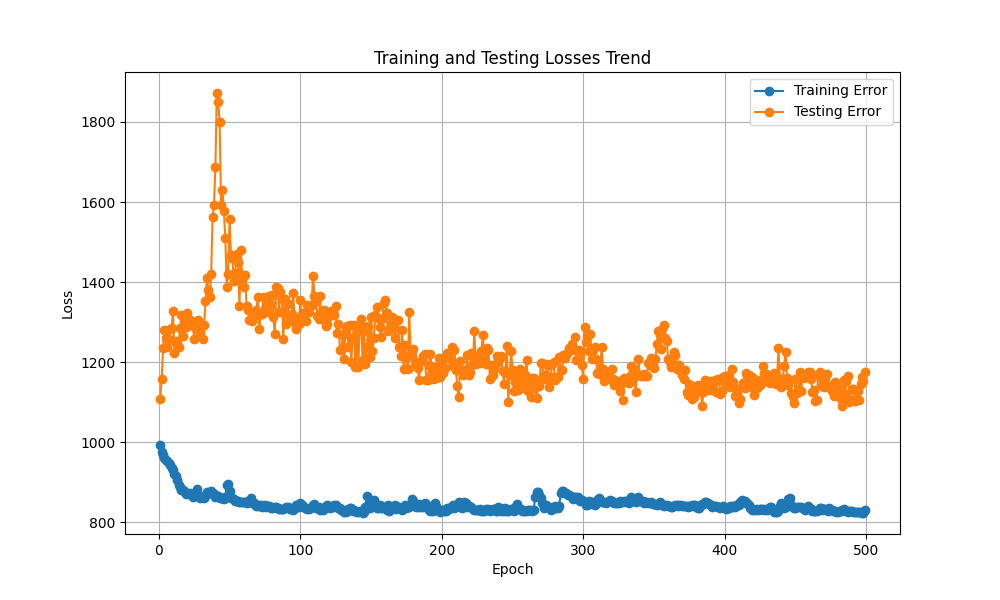 Training and Testing Losses Trend
Training Error
Testing Error
1800
1600
1400
1200
1000
800
Loss
0
100
200
300
400
500
Epoch